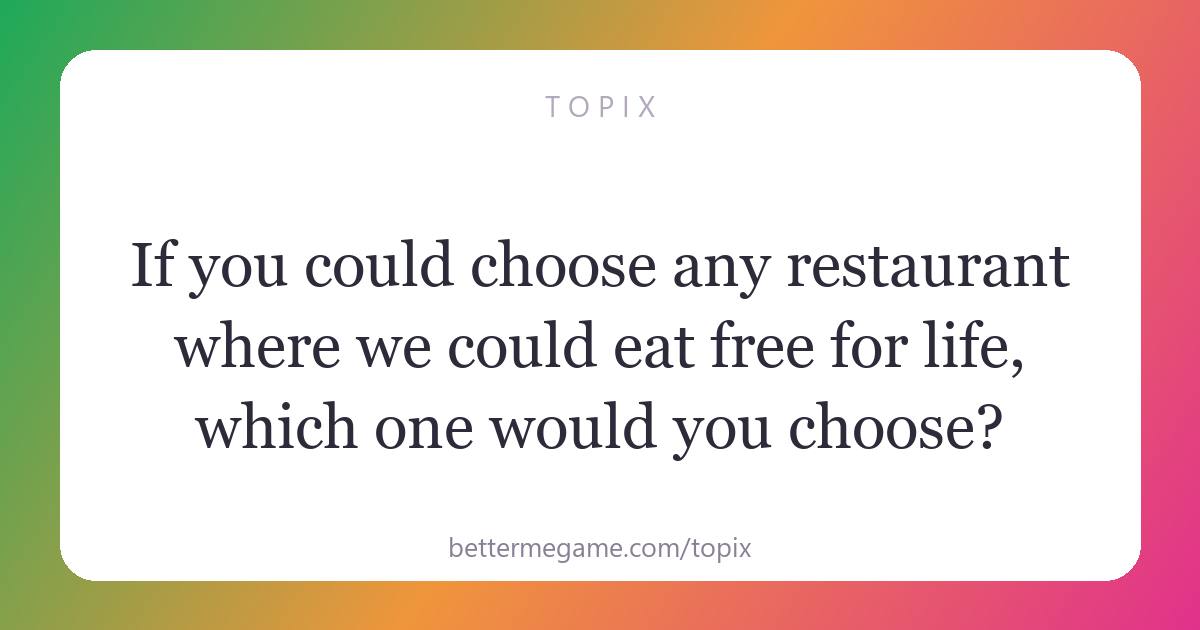 TOPIX
If you could choose any restaurant
where we could eat free for life,
which one would you choose?
bettermegame.com/topix